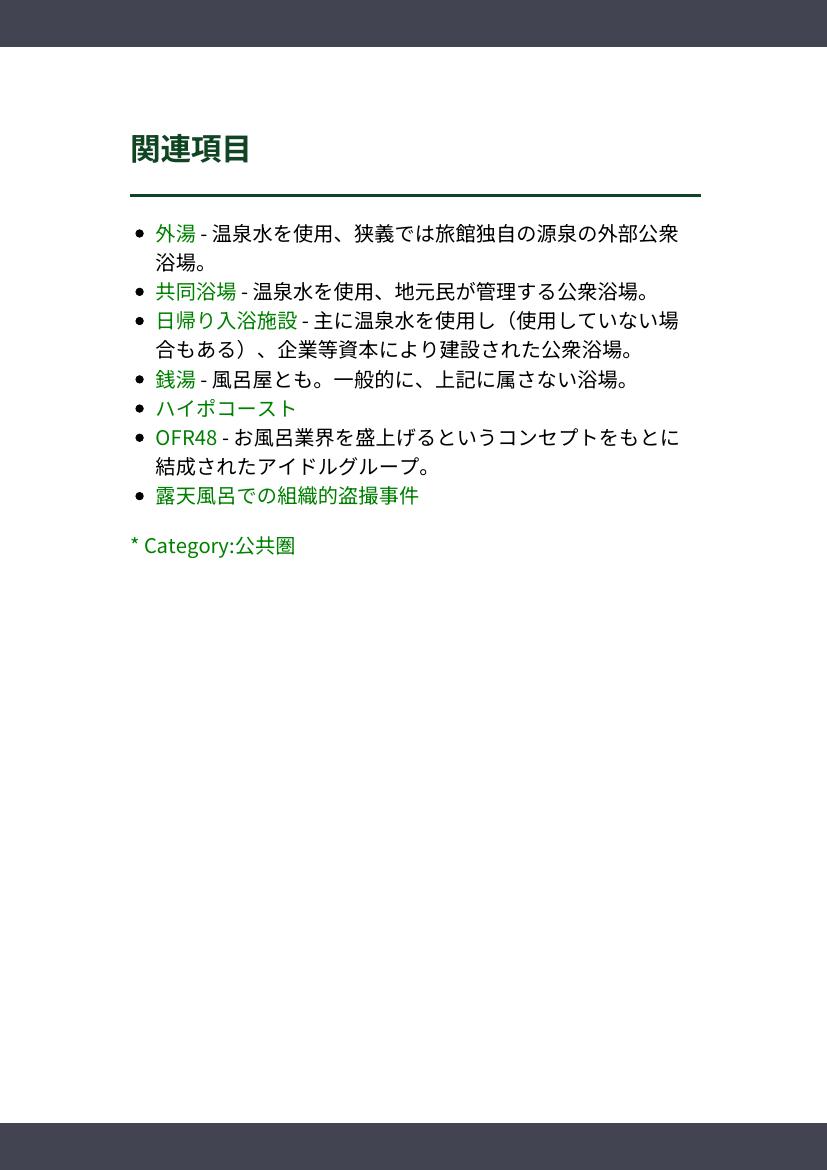 関連項目
外湯 - 温泉水を使用、狭義では旅館独自の源泉の外部公衆
浴場。
共同浴場 - 温泉水を使用、地元民が管理する公衆浴場。
日帰り入浴施設 - 主に温泉水を使用し（使用していない場
合もある）、企業等資本により建設された公衆浴場。
銭湯 - 風呂屋とも。一般的に、上記に属さない浴場。
ハイポコースト
OFR48 - お風呂業界を盛上げるというコンセプトをもとに
結成されたアイドルグループ。
露天風呂での組織的盗撮事件
* Category:公共圏